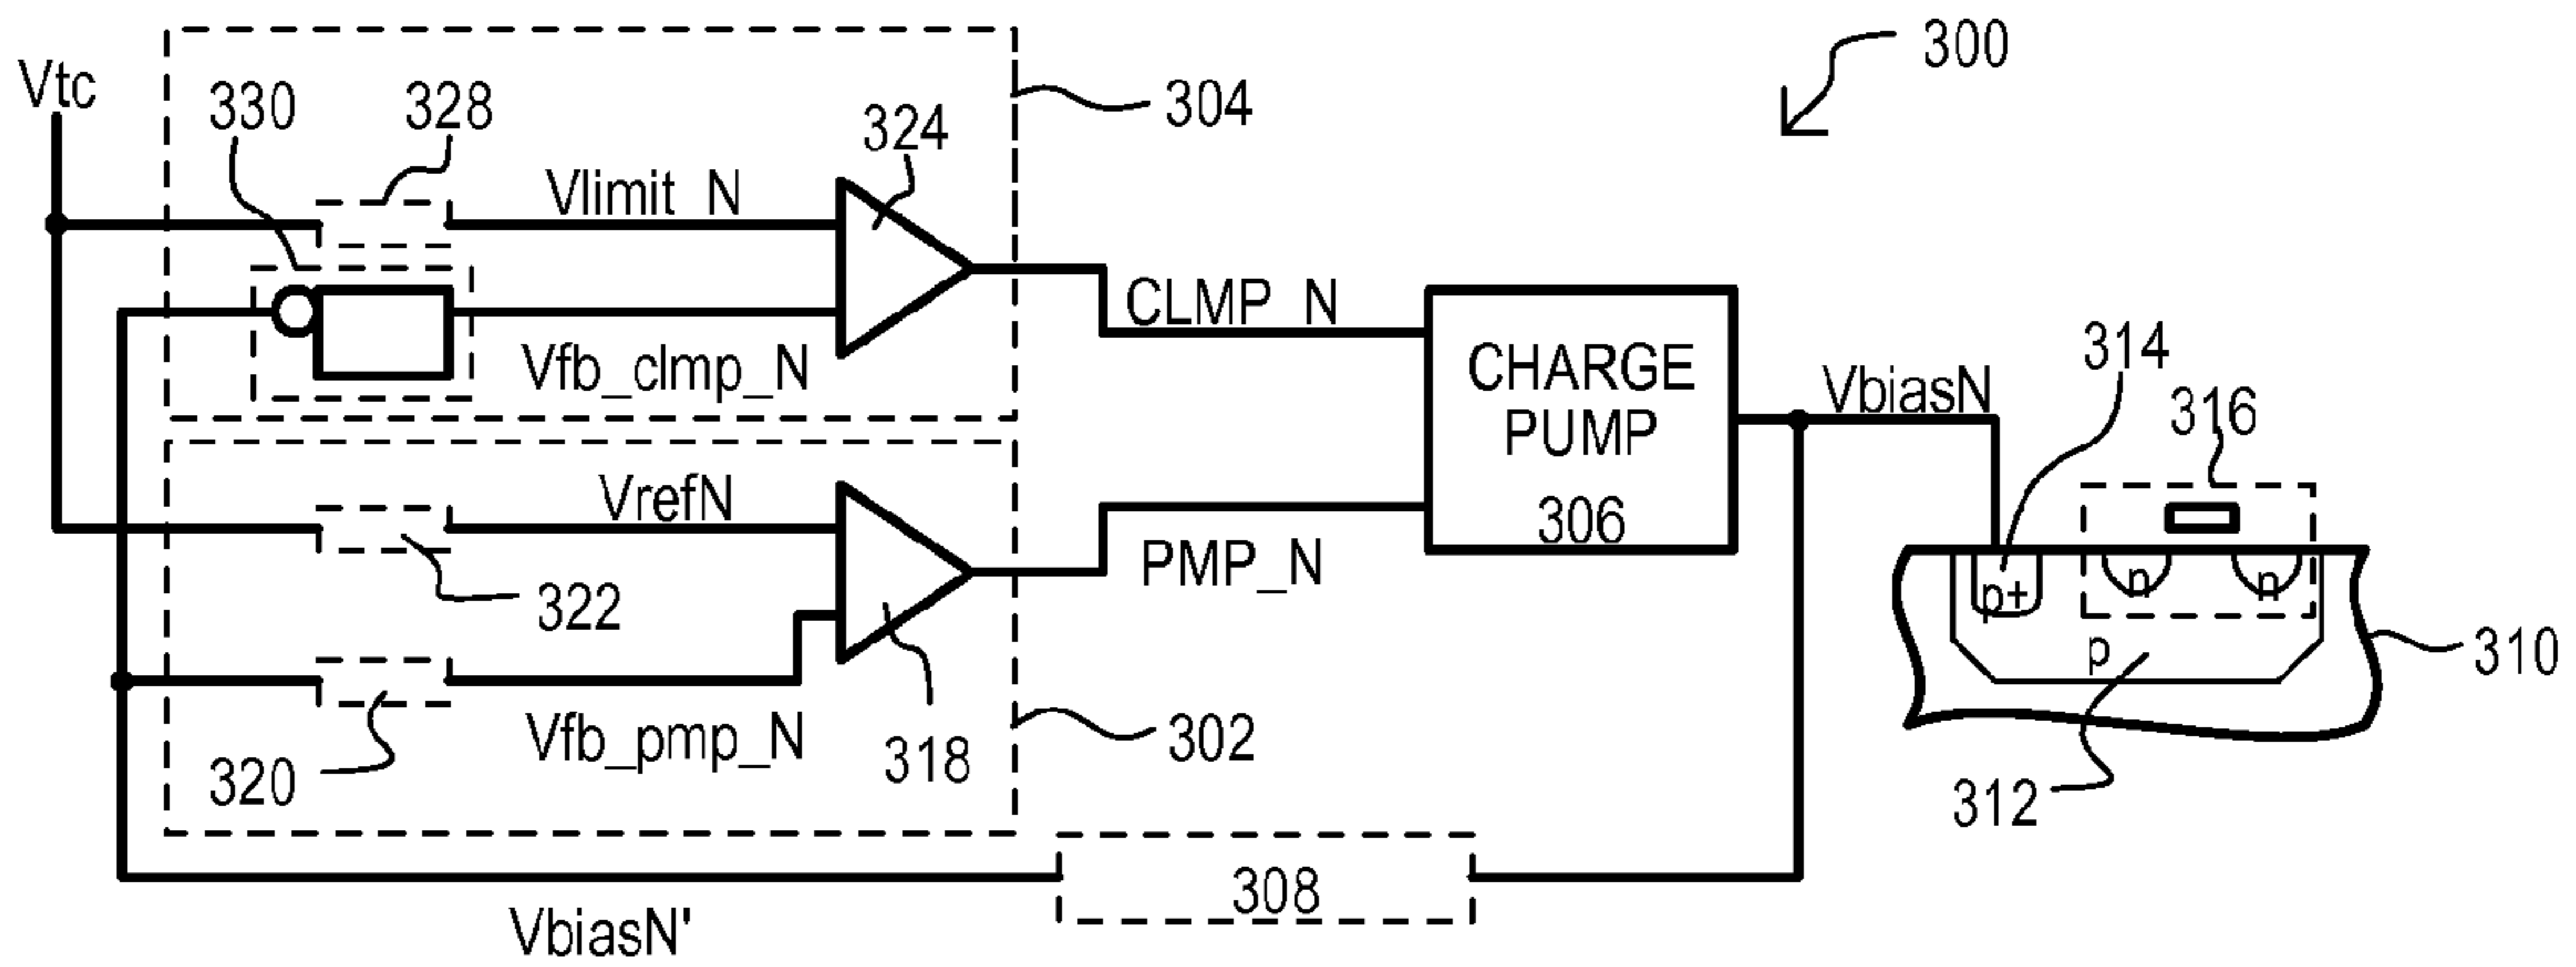 300
Vtc
330
328
304
324
Vlimit_N
CLMP_N
Vfb_clmp_N
CHARGE
PUMP
306
VbiasN
314
316
VrefN
PMP_N
322
p+
n
n
p
310
320
Vfb_pmp_N
318
302
312
308
VbiasN'